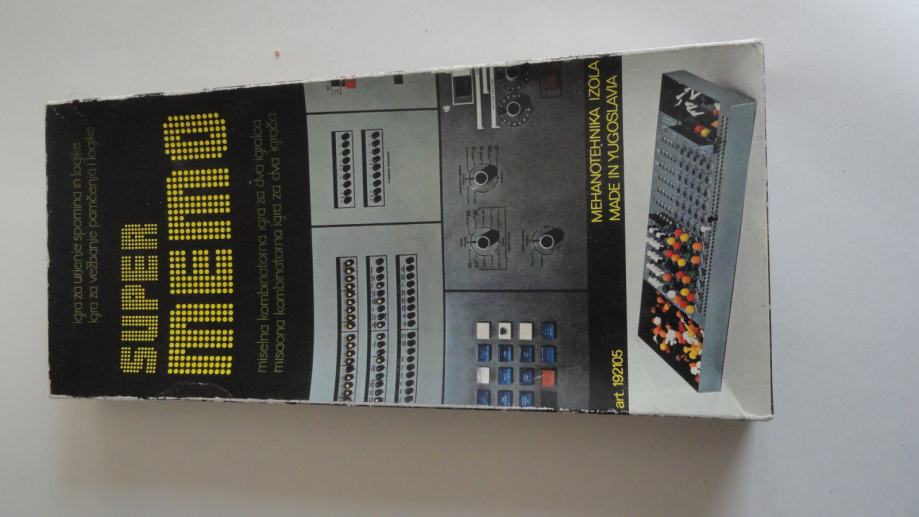 igra za urjenje spomina in logike
igra za vežbanje pamćenja i logike
SUPER
MEMO
miselna kombinatorna igra za dva igralca
misaona kombinatorna igra za dva igrača
art. 192105
MEHANOTEHNIKA IZOLA
MADE IN YUGOSLAVIA